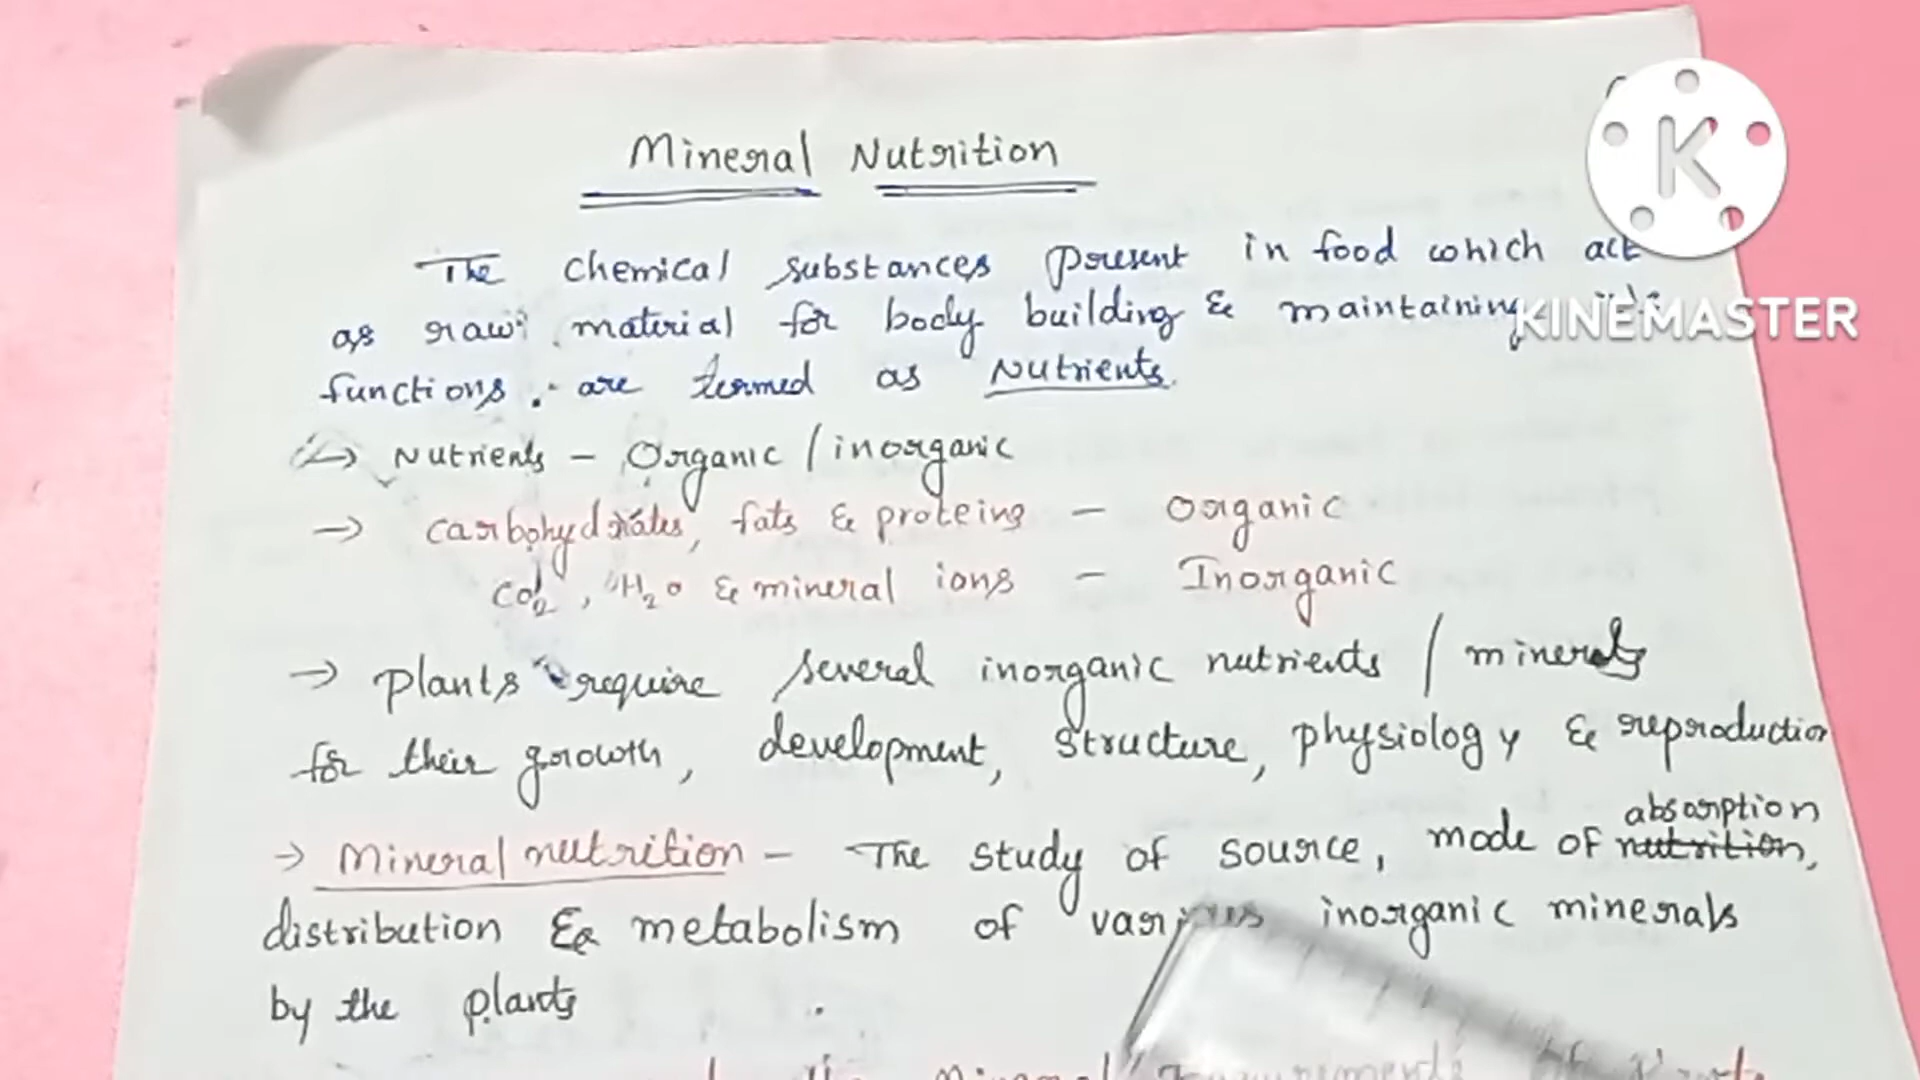 Mineral Nutrition
The chemical substances present in food which act
as raw material for body building & maintaining
functions. are termed as Nutrients.
→ Nutrients - Organic / inorganic
→ carbohydrates, fats & proteins - Organic
CO2, H2O & mineral ions - Inorganic
→ plants require several inorganic nutrients / minerals
for their growth, development, structure, physiology & reproduction
absorption
→ Mineral nutrition - The study of source, mode of nutrition,
distribution & metabolism of various inorganic minerals
by the plants
Mineral
K
KINEMASTER